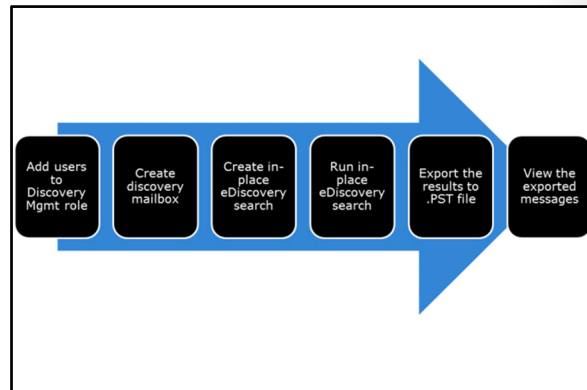 Add users
to
Discovery
Mgmt role
Create
discovery
mailbox
Create in-
place
eDiscovery
search
Run in-
place
eDiscovery
search
Export the
results to
.PST file
View the
exported
messages